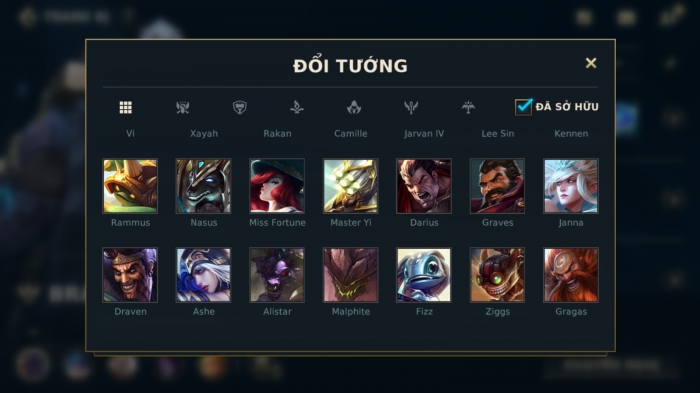 ĐỔI TƯỚNG
ĐÃ SỞ HỮU
Vi Xayah Rakan Camille Jarvan IV Lee Sin Kennen
Rammus Nasus Miss Fortune Master Yi Darius Graves Janna
Draven Ashe Alistar Malphite Fizz Ziggs Gragas